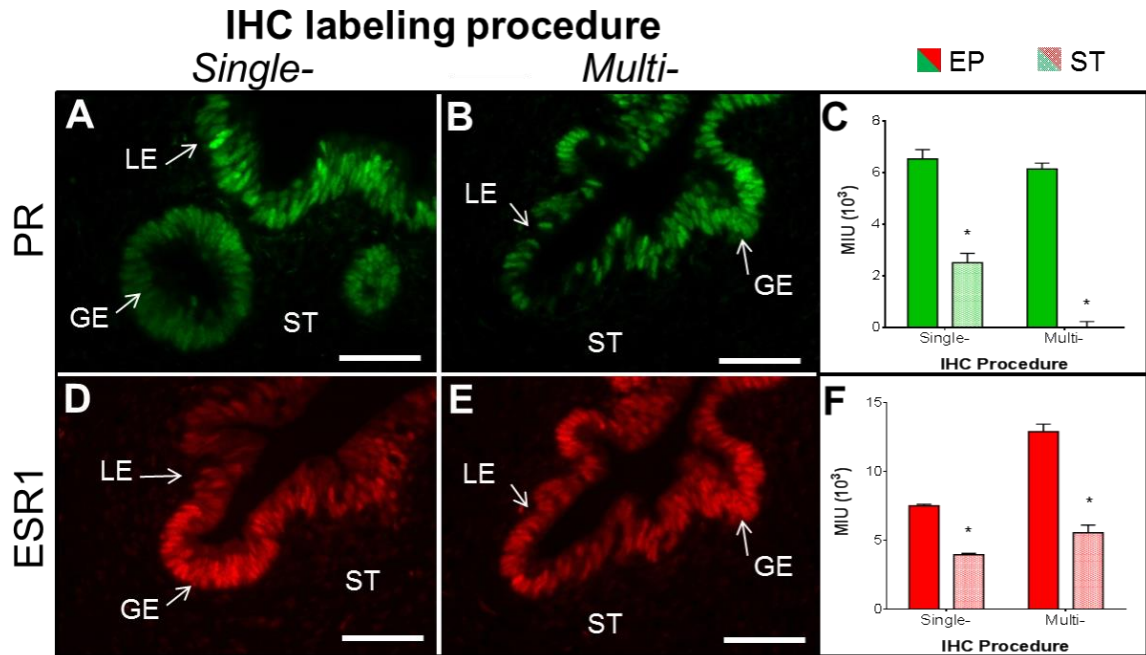 IHC labeling procedure
Single-
Multi-
EP
ST
PR
A
LE
GE
ST
B
LE
GE
ST
C
MIU (10³)
8
6
4
2
0
*
*
Single-
Multi-
IHC Procedure
ESR1
D
LE
GE
ST
E
LE
GE
ST
F
MIU (10³)
15
10
5
0
*
*
Single-
Multi-
IHC Procedure